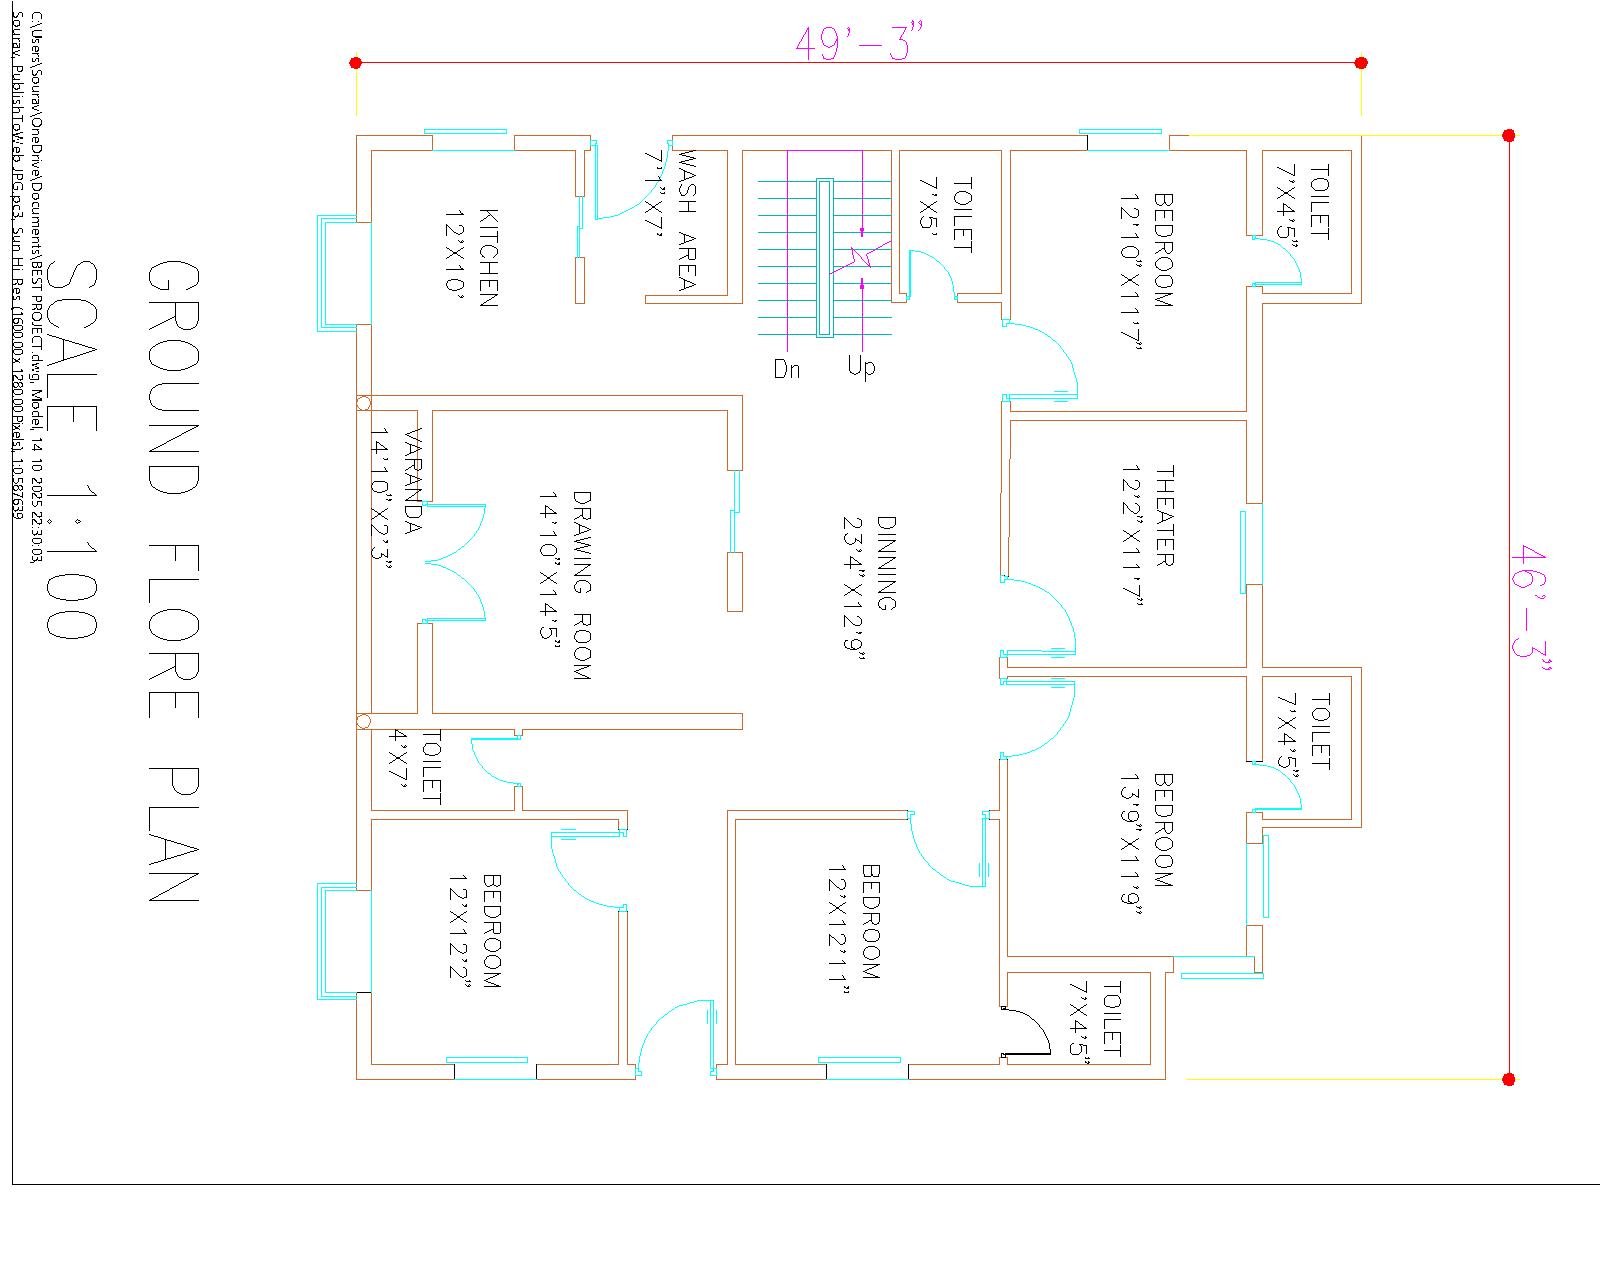 49'-3"
46'-3"
TOILET
7'X4'5"
BEDROOM
12'10"X11'7"
TOILET
7'X5'
WASH AREA
7'1"X7'
KITCHEN
12'X10'
Dn
Up
THEATER
12'2"X11'7"
DINNING
23'4"X12'9"
DRAWING ROOM
14'10"X14'5"
VARANDA
14'10"X2'3"
TOILET
7'X4'5"
BEDROOM
13'9"X11'9"
TOILET
4'X7'
BEDROOM
12'X12'11"
BEDROOM
12'X12'2"
TOILET
7'X4'5"
GROUND FLORE PLAN
SCALE 1:100
C:\Users\Sourav\OneDrive\Documents\BEST PROJECT.dwg, Model, 14 10 2025 22:30:03,
Sourav, PublishToWeb JPG.pc3, Sun Hi-Res (1600.00 x 1280.00 Pixels), 1:0.587639